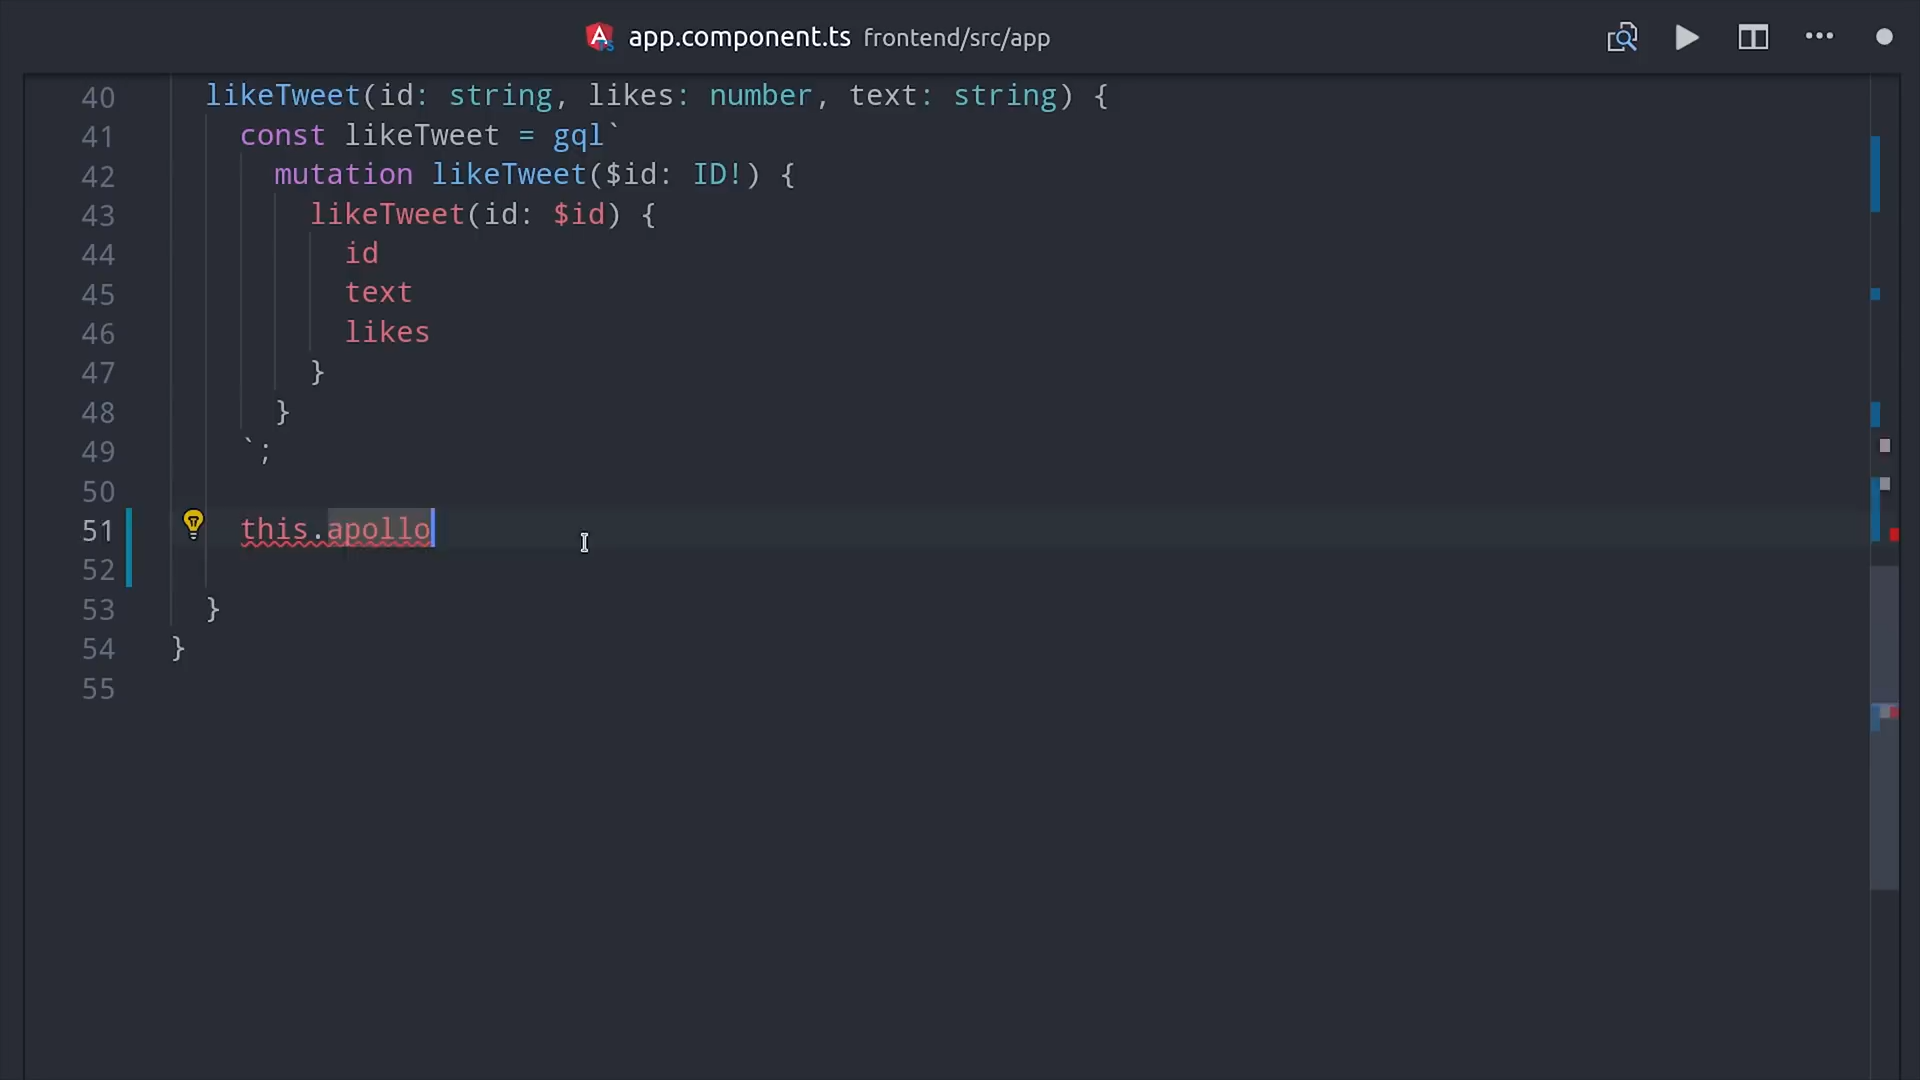 app.component.ts frontend/src/app
40 likeTweet(id: string, likes: number, text: string) {
41 const likeTweet = gql`
42 mutation likeTweet($id: ID!) {
43 likeTweet(id: $id) {
44 id
45 text
46 likes
47 }
48 }
49 `;
50
51 this.apollo
52
53 }
54 }
55